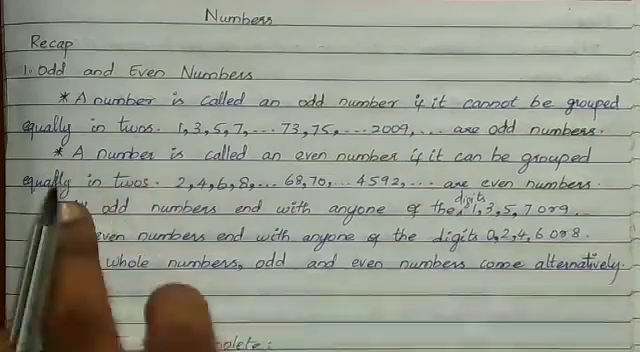 Numbers
Recap
1. Odd and Even Numbers
* A number is called an odd number if it cannot be grouped
equally in twos. 1,3,5,7,... 73,75,... 2009,... are odd numbers.
* A number is called an even number if it can be grouped
equally in twos. 2,4,6,8,... 68,70,... 4592,... are even numbers.
odd numbers end with anyone of the digits 1,3,5,7 or 9.
even numbers end with anyone of the digits 0,2,4,6 or 8.
whole numbers, odd and even numbers come alternatively.